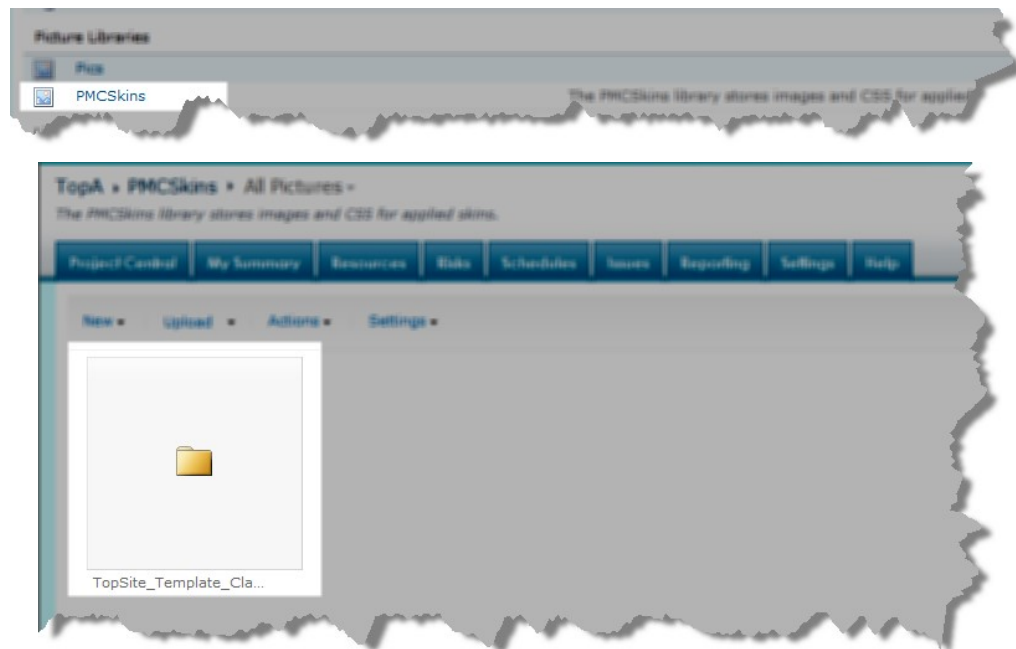 Picture Libraries
Pics
PMCSkins
The PMCSkins library stores images and CSS for applied
TopA PMCSkins All Pictures
The PMCSkins library stores images and CSS for applied skins.
Project Central My Summary Resources Risks Schedules Issues Reporting Settings Help
New Upload Actions Settings
TopSite_Template_Cla...